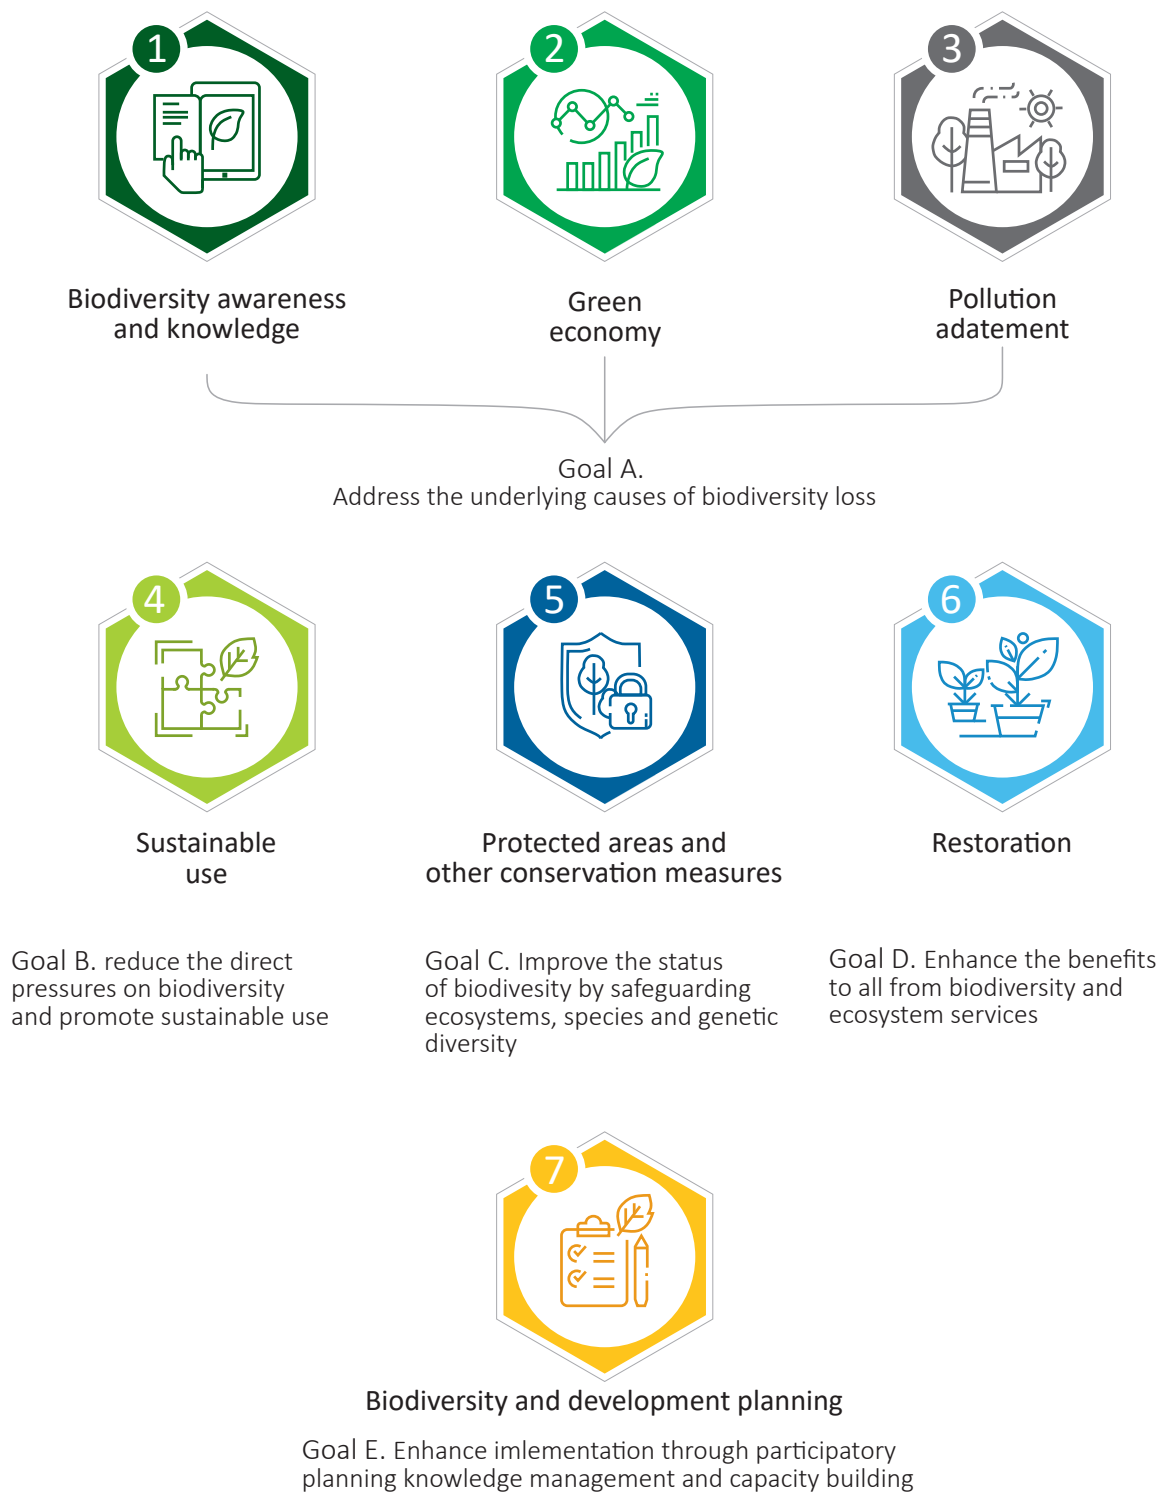 1
2
3
Biodiversity awareness
and knowledge
Green
economy
Pollution
adatement
Goal A.
Address the underlying causes of biodiversity loss
4
5
6
Sustainable
use
Protected areas and
other conservation measures
Restoration
Goal B. reduce the direct
pressures on biodiversity
and promote sustainable use
Goal C. Improve the status
of biodivesity by safeguarding
ecosystems, species and genetic
diversity
Goal D. Enhance the benefits
to all from biodiversity and
ecosystem services
7
Biodiversity and development planning
Goal E. Enhance imlementation through participatory
planning knowledge management and capacity building